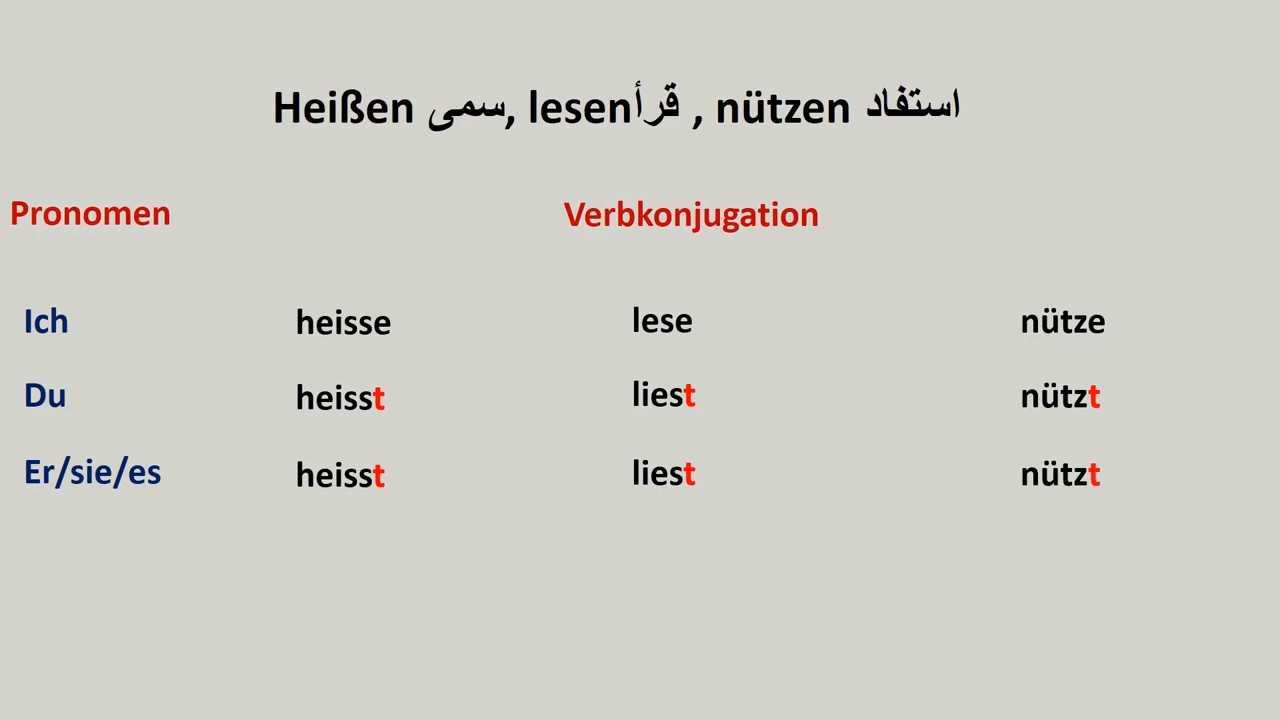 Heißen سمى, lesenقرأ , nützen استفاد
Pronomen Verbkonjugation
Ich heisse lese nütze
Du heisst liest nützt
Er/sie/es heisst liest nützt